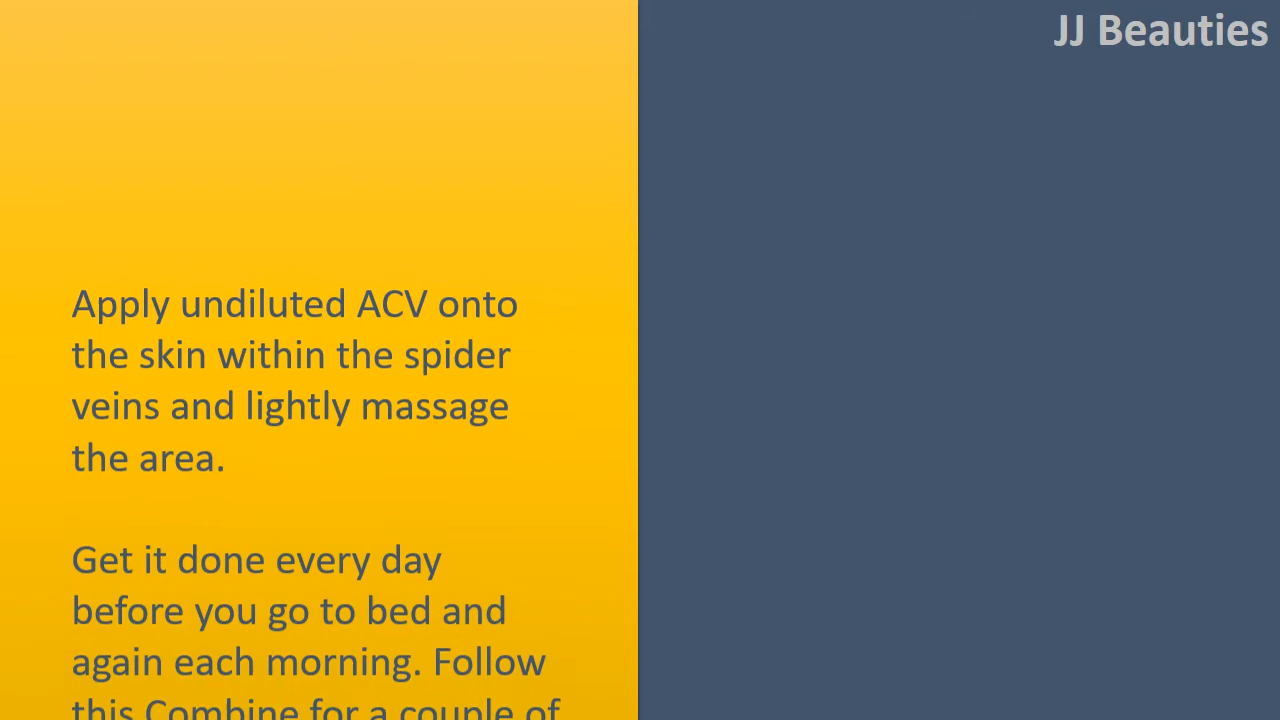 JJ Beauties
Apply undiluted ACV onto
the skin within the spider
veins and lightly massage
the area.
Get it done every day
before you go to bed and
again each morning. Follow
this Combine for a couple of